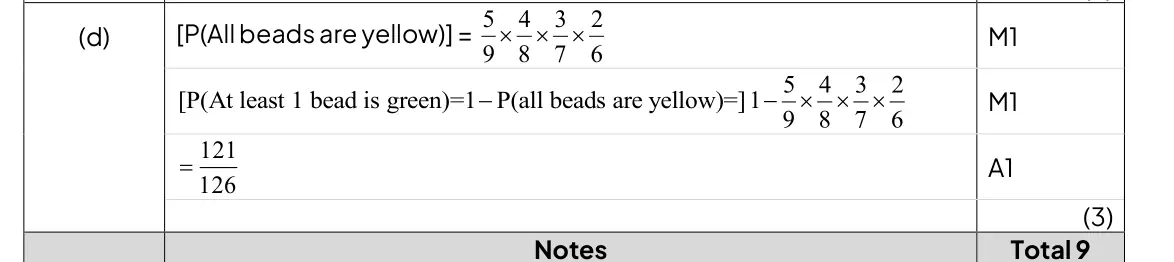 (d) [P(All beads are yellow)] = 5/9 × 4/8 × 3/7 × 2/6 M1
[P(At least 1 bead is green)=1−P(all beads are yellow)=] 1− 5/9 × 4/8 × 3/7 × 2/6 M1
= 121/126 A1
(3)
Notes Total 9